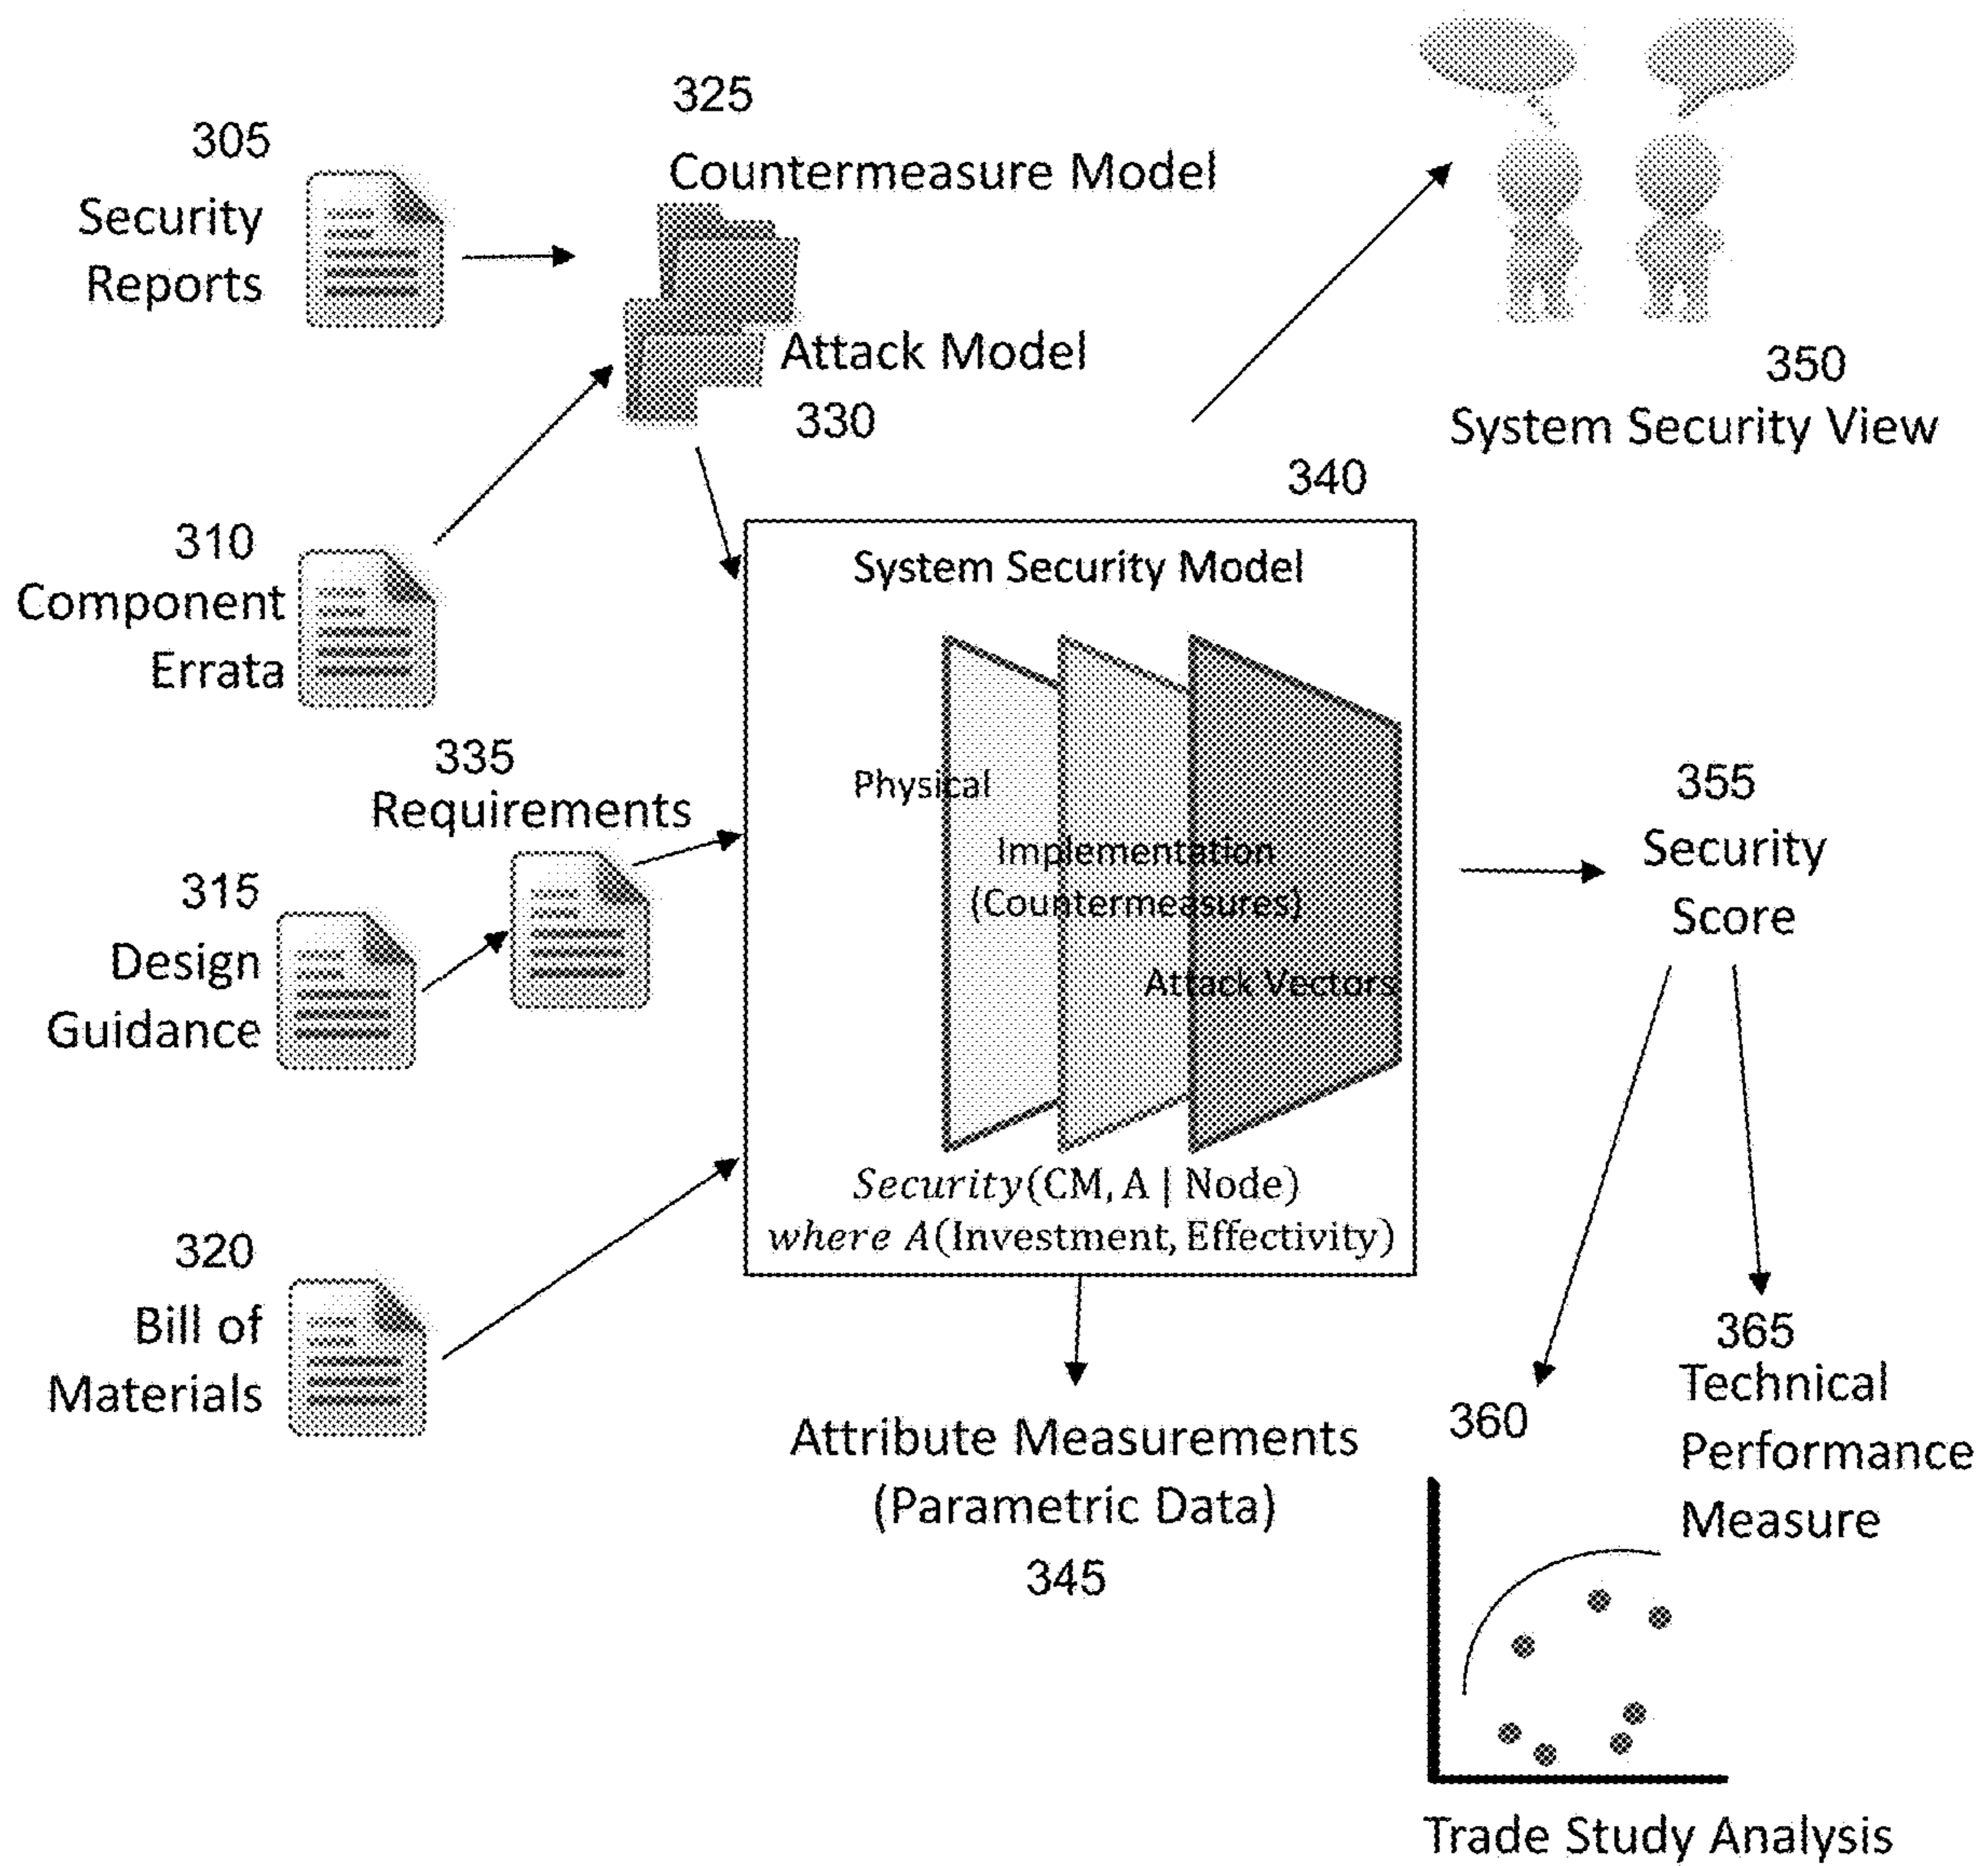 325
Countermeasure Model
305
Security
Reports
Attack Model
330
350
System Security View
310
Component
Errata
340
System Security Model
Physical
Implementation
(Countermeasures)
Attack Vectors
Security(CM, A | Node)
where A(Investment, Effectivity)
335
Requirements
315
Design
Guidance
320
Bill of
Materials
355
Security
Score
Attribute Measurements
(Parametric Data)
345
365
Technical
Performance
Measure
360
Trade Study Analysis